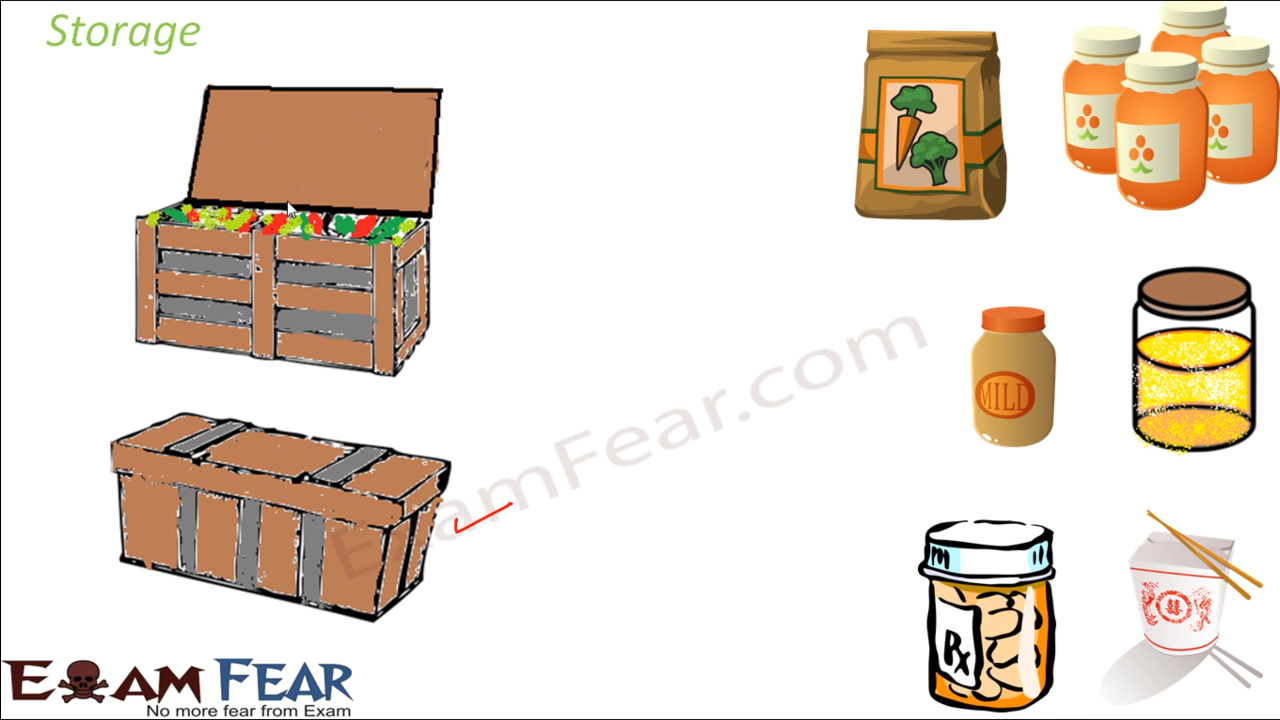 Storage
MILD
ExamFear.com
Rx
EXAM FEAR
No more fear from Exam